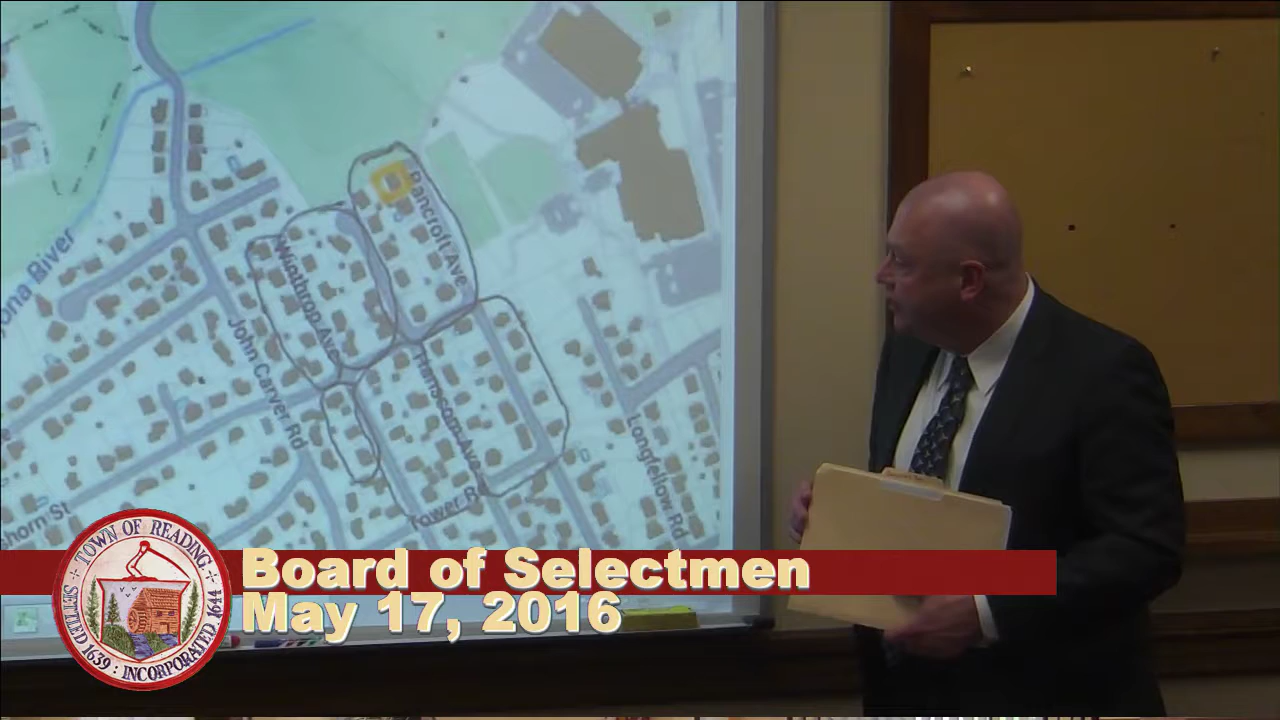 Bancroft Ave
Winthrop Ave
John Carver Rd
Hanscom Ave
Longfellow Rd
Tower Rd
Board of Selectmen
May 17, 2016
TOWN OF READING,
SETTLED 1639 : INCORPORATED 1644